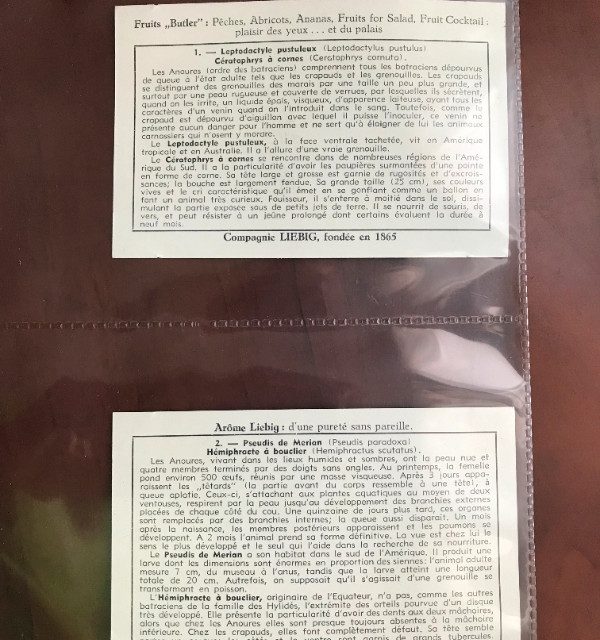 Fruits „Butler" : Pêches, Abricots, Ananas, Fruits for Salad, Fruit Cocktail :
plaisir des yeux . . . et du palais
1. — Leptodactyle pustuleux (Leptodactylus pustulus)
Cératophrys à cornes (Ceratophrys cornuta).
Les Anoures (ordre des batraciens) comprennent tous les batraciens dépourvus
de queue à l'état adulte tels que les crapauds et les grenouilles. Les crapauds
se distinguent des grenouilles des marais par une taille un peu plus grande, et
surtout par une peau rugueuse et couverte de verrues, par lesquelles ils sécrètent,
quand on les irrite, un liquide épais, visqueux, d'apparence laiteuse, ayant tous les
caractères d'un venin quand on l'introduit dans le sang. Toutefois, comme le
crapaud est dépourvu d'aiguillon avec lequel il puisse l'inoculer, ce venin ne
présente aucun danger pour l'homme et ne sert qu'à éloigner de lui les animaux
carnassiers qui n'osent y mordre.
Le Leptodactyle pustuleux, à la face ventrale tachetée, vit en Amérique
tropicale et en Australie. Il a l'allure d'une vraie grenouille.
Le Cératophrys à cornes se rencontre dans de nombreuses régions de l'Amé-
rique du Sud. Il a la particularité d'avoir les paupières surmontées d'une pointe
en forme de corne. Sa tête large et grosse est garnie de rugosités et d'excrois-
sances; la bouche est largement fendue. Sa grande taille (25 cm), ses couleurs
vives et le cri caractéristique qu'il émet en se gonflant comme un ballon en
font un animal très curieux. Fouisseur, il s'enterre à moitié dans le sol, dissi-
mulant la partie exposée sous de petits jets de terre. Il se nourrit de souris, de
vers, et peut résister à un jeûne prolongé dont certains évaluent la durée à
neuf mois.
Compagnie LIEBIG, fondée en 1865
Arôme Liebig : d'une pureté sans pareille.
2. — Pseudis de Merian (Pseudis paradoxa)
Hémiphracte à bouclier (Hemiphractus scutatus).
Les Anoures, vivant dans les lieux humides et sombres, ont la peau nue et
quatre membres terminés par des doigts sans ongles. Au printemps, la femelle
pond environ 500 œufs, réunis par une masse visqueuse. Après 3 jours appa-
raissent les „têtards" (la partie avant du corps ressemble à une tête), à
queue aplatie. Ceux-ci, s'attachant aux plantes aquatiques au moyen de deux
ventouses, respirent par la peau jusqu'au développement des branchies externes
placées de chaque côté du cou. Une quinzaine de jours plus tard, ces organes
sont remplacés par des branchies internes; la queue aussi disparaît. Un mois
après la naissance, les membres postérieurs apparaissent et les poumons se
développent. A 2 mois l'animal prend sa forme définitive. La vue est chez lui le
sens le plus développé et le seul qui l'aide dans la recherche de sa nourriture.
Le Pseudis de Merian a son habitat dans le sud de l'Amérique. Il produit une
larve dont les dimensions sont énormes en proportion des siennes: l'animal adulte
mesure 7 cm, du museau à l'anus, tandis que la larve atteint une longueur
totale de 20 cm. Autrefois, on supposait qu'il s'agissait d'une grenouille se
transformant en poisson.
L'Hémiphracte à bouclier, originaire de l'Equateur, n'a pas, comme les autres
batraciens de la famille des Hylidés, l'extrémité des orteils pourvue d'un disque
très développé. Elle présente la particularité d'avoir des dents aux deux mâchoires,
alors que chez les Anoures elles sont presque toujours absentes à la mâchoire
inférieure. Chez les crapauds, elles font complètement défaut. Sa tête semble